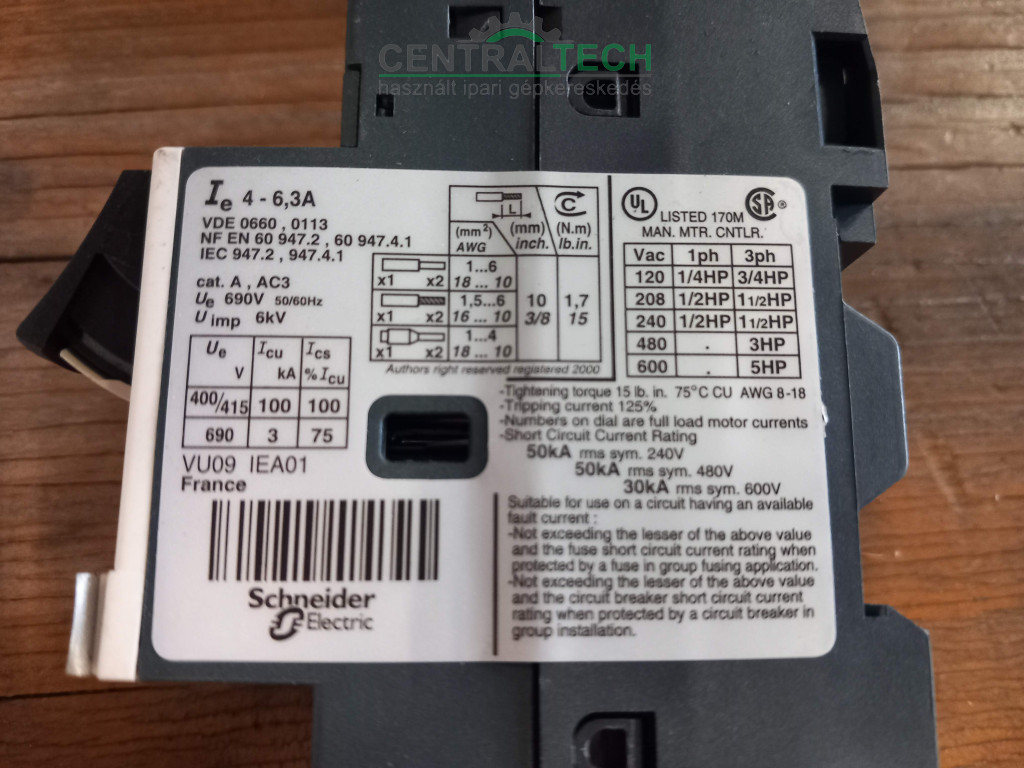 CENTRALTECH
használt ipari gépkereskedés
Ie 4 - 6,3A
VDE 0660 , 0113
NF EN 60 947.2 , 60 947.4.1
IEC 947.2 , 947.4.1
cat. A , AC3
Ue 690V 50/60Hz
U imp 6kV
Ue Icu Ics
V kA % Icu
400/415 100 100
690 3 75
VU09 IEA01
France
Schneider
Electric
L C
(mm²) (mm) (N.m)
AWG inch. lb.in.
x1 x2 1...6
18 ... 10
x1 x2 1,5...6 10 1,7
16 ... 10 3/8 15
x1 x2 1...4
18 ... 10
Authors right reserved registered 2000
UL LISTED 170M SA ®
MAN. MTR. CNTLR.
Vac 1ph 3ph
120 1/4HP 3/4HP
208 1/2HP 1 1/2HP
240 1/2HP 1 1/2HP
480 . 3HP
600 . 5HP
-Tightening torque 15 lb. in. 75°C CU AWG 8-18
-Tripping current 125%
-Numbers on dial are full load motor currents
-Short Circuit Current Rating
50kA rms sym. 240V
50kA rms sym. 480V
30kA rms sym. 600V
Suitable for use on a circuit having an available
fault current :
-Not exceeding the lesser of the above value
and the fuse short circuit current rating when
protected by a fuse in group fusing application.
-Not exceeding the lesser of the above value
and the circuit breaker short circuit current
rating when protected by a circuit breaker in
group installation.